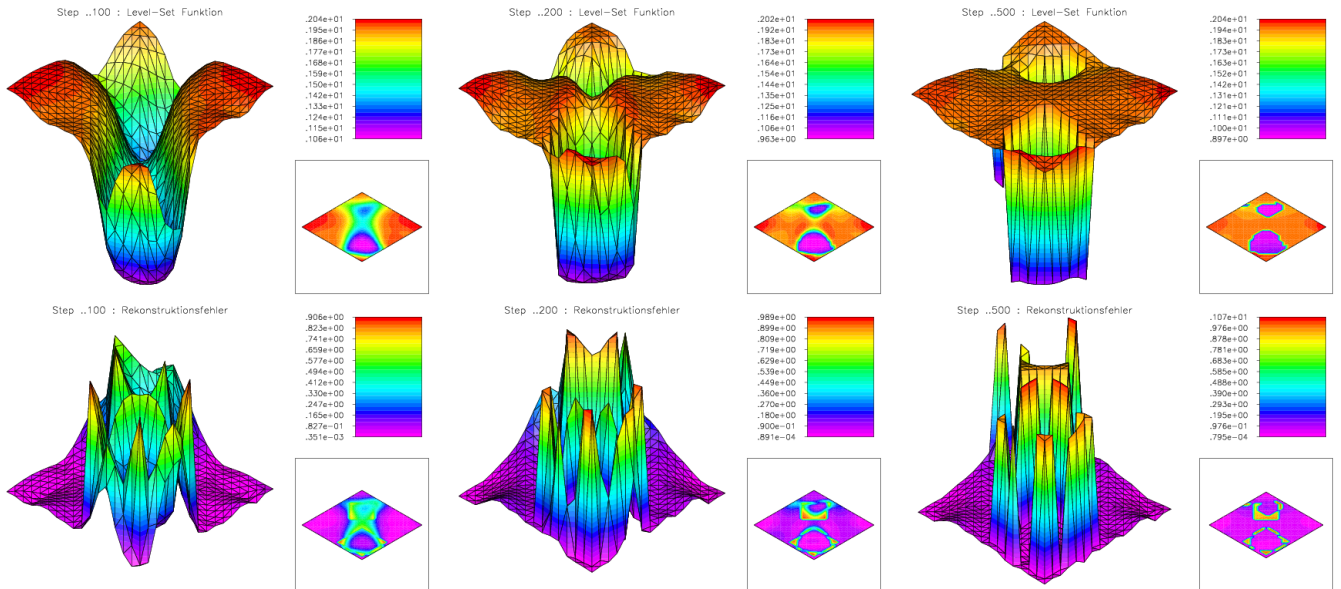 Step ..100 : Level-Set Funktion
.204e+01
.195e+01
.186e+01
.177e+01
.168e+01
.159e+01
.150e+01
.142e+01
.133e+01
.124e+01
.115e+01
.106e+01
Step ..200 : Level-Set Funktion
.202e+01
.192e+01
.183e+01
.173e+01
.164e+01
.154e+01
.144e+01
.135e+01
.125e+01
.116e+01
.106e+01
.963e+00
Step ..500 : Level-Set Funktion
.204e+01
.194e+01
.183e+01
.173e+01
.162e+01
.152e+01
.142e+01
.131e+01
.121e+01
.111e+01
.100e+01
.897e+00
Step ..100 : Rekonstruktionsfehler
.906e+00
.823e+00
.741e+00
.659e+00
.577e+00
.494e+00
.412e+00
.330e+00
.247e+00
.165e+00
.827e-01
.351e-03
Step ..200 : Rekonstruktionsfehler
.989e+00
.899e+00
.809e+00
.719e+00
.629e+00
.539e+00
.449e+00
.360e+00
.270e+00
.180e+00
.900e-01
.891e-04
Step ..500 : Rekonstruktionsfehler
.107e+01
.976e+00
.878e+00
.781e+00
.683e+00
.585e+00
.488e+00
.390e+00
.293e+00
.195e+00
.976e-01
.795e-04